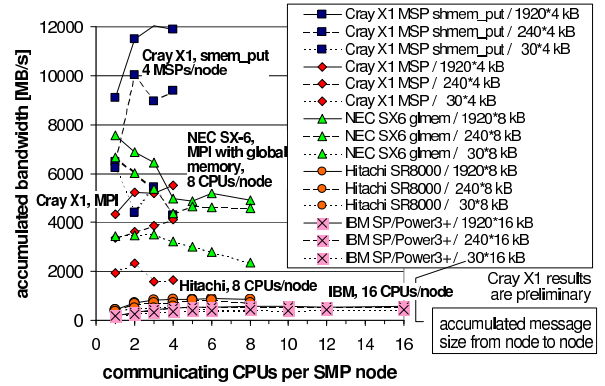 accumulated bandwidth [MB/s]
12000
10000
8000
6000
4000
2000
0
0 2 4 6 8 10 12 14 16
communicating CPUs per SMP node
Cray X1, smem_put
4 MSPs/node
NEC SX-6,
MPI with global
memory,
8 CPUs/node
Cray X1, MPI
Hitachi, 8 CPUs/node
IBM, 16 CPUs/node
Cray X1 MSP shmem_put / 1920*4 kB
Cray X1 MSP shmem_put / 240*4 kB
Cray X1 MSP shmem_put / 30*4 kB
Cray X1 MSP / 1920*4 kB
Cray X1 MSP / 240*4 kB
Cray X1 MSP / 30*4 kB
NEC SX6 glmem / 1920*8 kB
NEC SX6 glmem / 240*8 kB
NEC SX6 glmem / 30*8 kB
Hitachi SR8000 / 1920*8 kB
Hitachi SR8000 / 240*8 kB
Hitachi SR8000 / 30*8 kB
IBM SP/Power3+ / 1920*16 kB
IBM SP/Power3+ / 240*16 kB
IBM SP/Power3+ / 30*16 kB
Cray X1 results
are preliminary
accumulated message
size from node to node